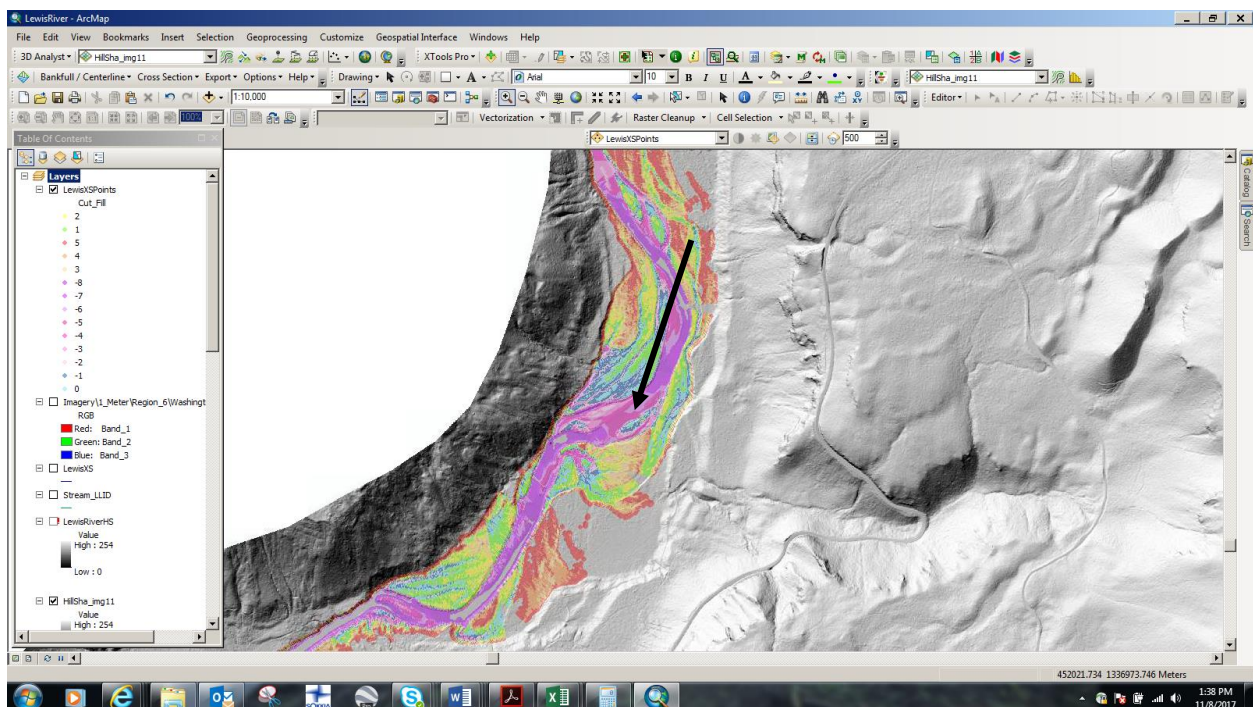 LewisRiver - ArcMap
File Edit View Bookmarks Insert Selection Geoprocessing Customize Geospatial Interface Windows Help
3D Analyst HillSha_img11 XTools Pro
Bankfull / Centerline Cross Section Export Options Help Drawing A Arial 10 B I U A HillSha_img11
1:10,000 Editor
100% Vectorization Raster Cleanup Cell Selection
Table Of Contents LewisXSPoints 500
Layers
LewisXSPoints
Cut_Fill
2
1
5
4
3
-8
-7
-6
-5
-4
-3
-2
-1
0
Imagery\1_Meter\Region_6\Washingt
RGB
Red: Band_1
Green: Band_2
Blue: Band_3
LewisXS
Stream_LLID
LewisRiverHS
Value
High : 254
Low : 0
HillSha_img11
Value
High : 254
Catalog
Search
452021.734 1336973.746 Meters
1:38 PM
11/8/2017